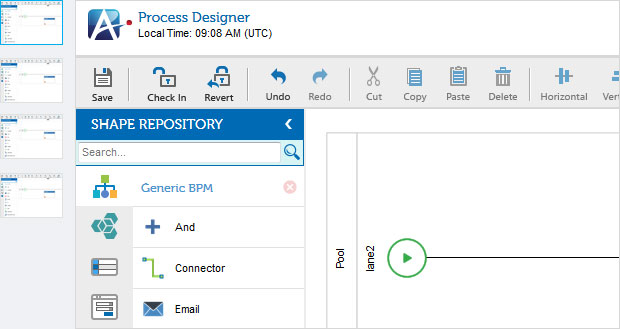 Process Designer
Local Time: 09:08 AM (UTC)
Save Check In Revert Undo Redo Cut Copy Paste Delete Horizontal
SHAPE REPOSITORY
Search...
Generic BPM
And
Connector
Email
Pool
lane2